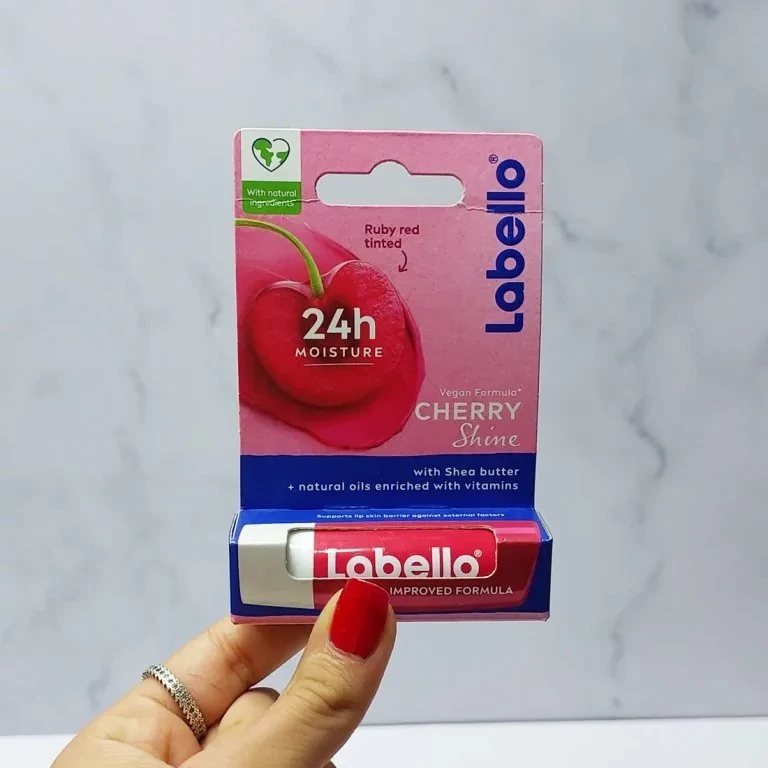 With natural
ingredients
Labello®
Ruby red
tinted
24h
MOISTURE
Vegan Formula*
CHERRY
Shine
with Shea butter
+ natural oils enriched with vitamins
Supports lip skin barrier against external factors
Labello®
IMPROVED FORMULA